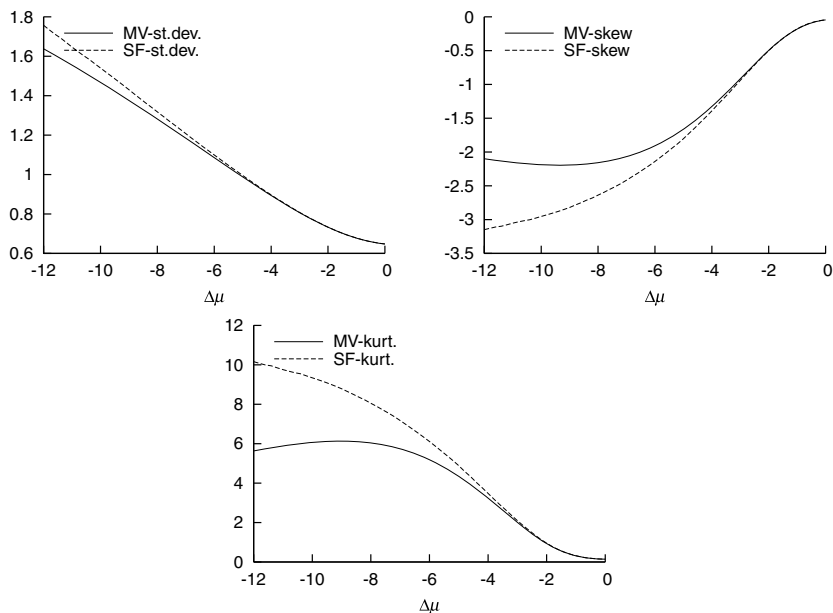 1.8
1.6
1.4
1.2
1
0.8
0.6
MV-st.dev.
SF-st.dev.
-12 -10 -8 -6 -4 -2 0
Δμ
0
-0.5
-1
-1.5
-2
-2.5
-3
-3.5
MV-skew
SF-skew
-12 -10 -8 -6 -4 -2 0
Δμ
12
10
8
6
4
2
0
MV-kurt.
SF-kurt.
-12 -10 -8 -6 -4 -2 0
Δμ